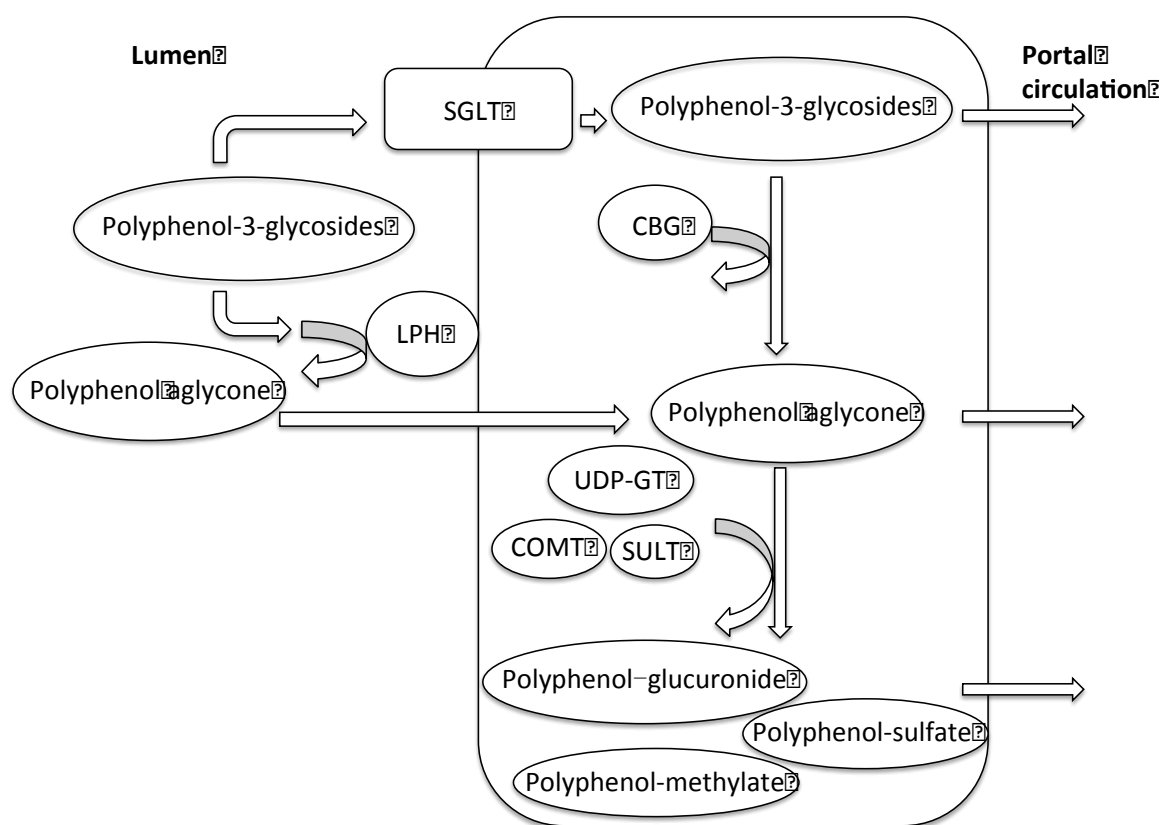 Lumen
Portal
circulation
SGLT
Polyphenol-3-glycosides
Polyphenol-3-glycosides
CBG
LPH
Polyphenol aglycone
Polyphenol aglycone
UDP-GT
COMT
SULT
Polyphenol-glucuronide
Polyphenol-sulfate
Polyphenol-methylate